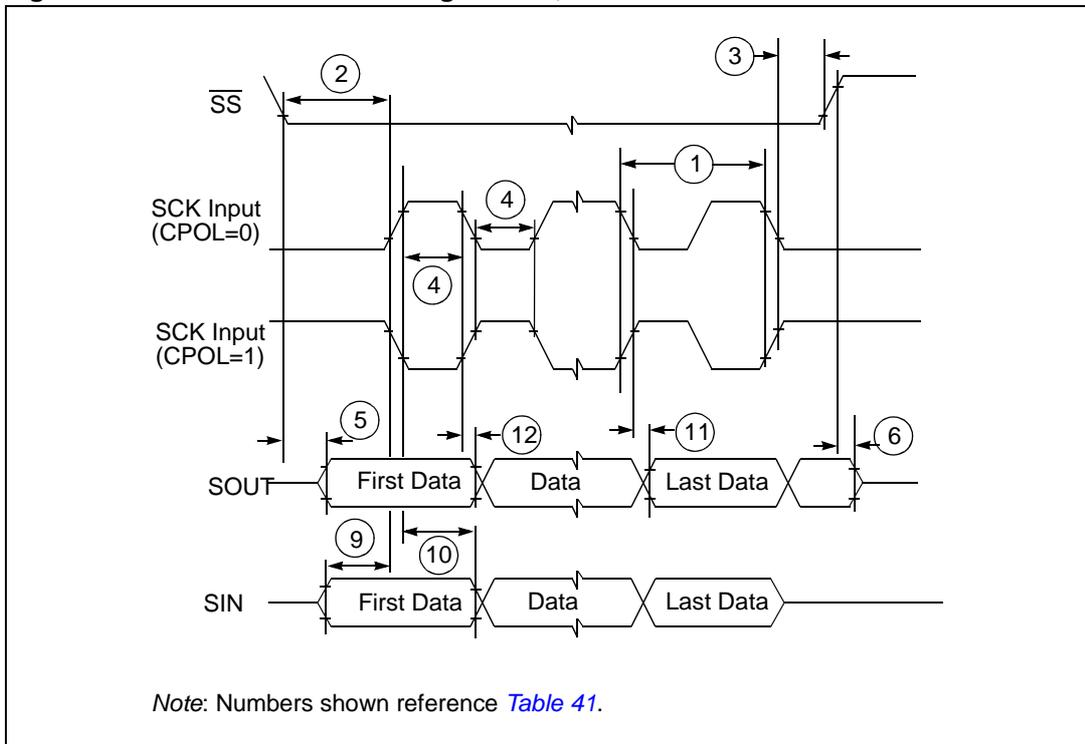 3
2
SS
1
4
SCK Input
(CPOL=0)
4
SCK Input
(CPOL=1)
5
12
11
6
SOUT
First Data
Data
Last Data
9
10
SIN
First Data
Data
Last Data
Note: Numbers shown reference Table 41.